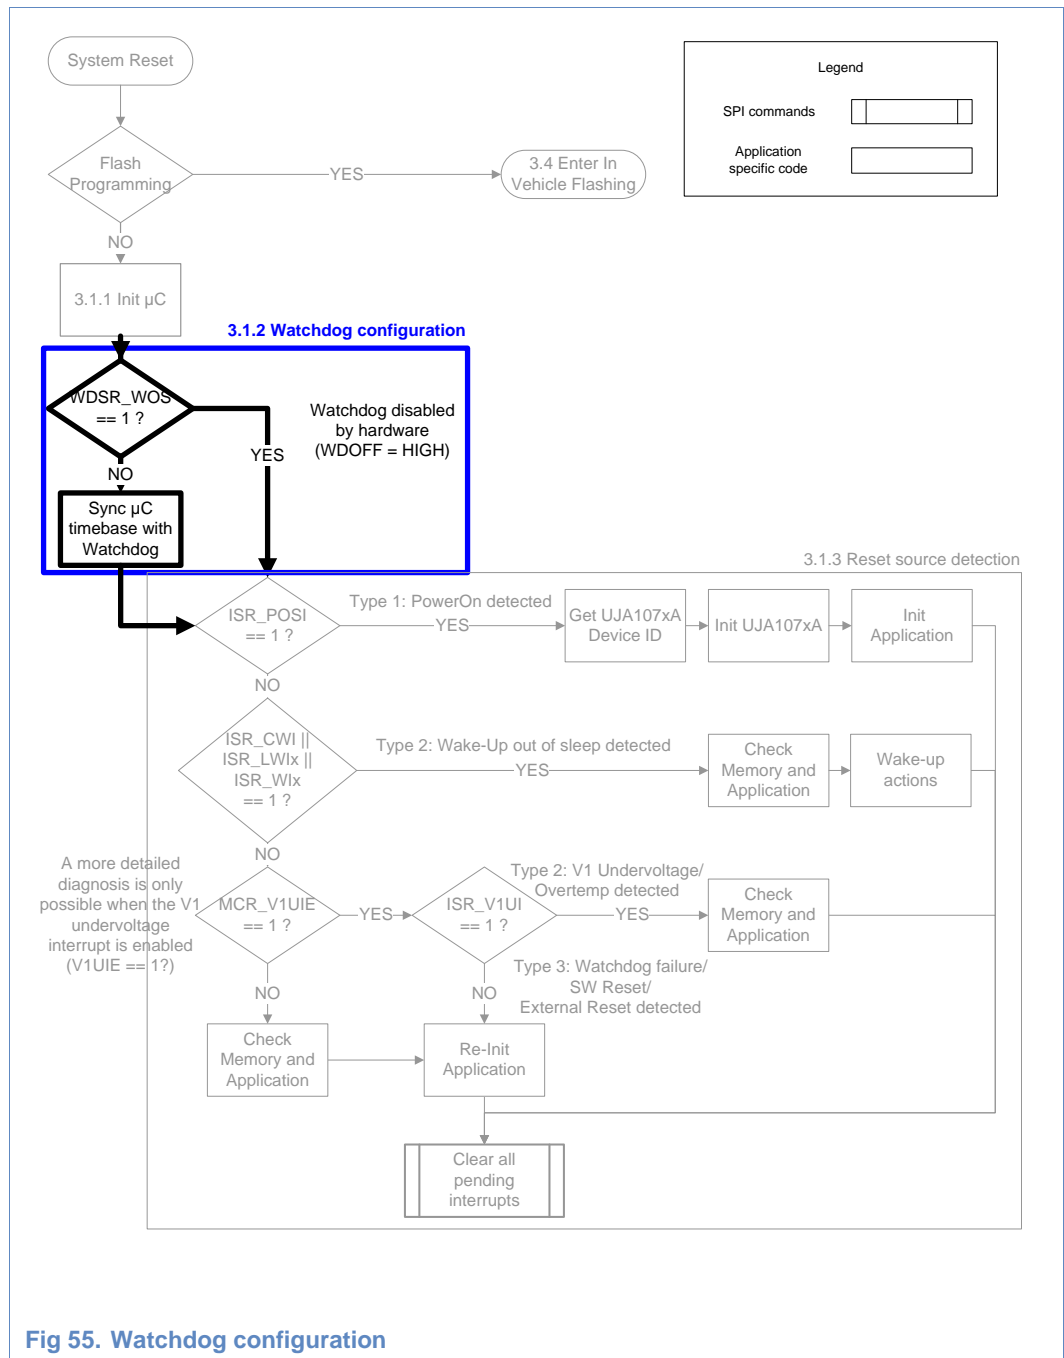 System Reset
Legend
SPI commands
Application
specific code
Flash
Programming
YES
3.4 Enter In
Vehicle Flashing
NO
3.1.1 Init µC
3.1.2 Watchdog configuration
WDSR_WOS
== 1 ?
Watchdog disabled
by hardware
(WDOFF = HIGH)
YES
NO
Sync µC
timebase with
Watchdog
3.1.3 Reset source detection
ISR_POSI
== 1 ?
Type 1: PowerOn detected
YES
Get UJA107xA
Device ID
Init UJA107xA
Init
Application
NO
ISR_CWI ||
ISR_LWIx ||
ISR_WIx
== 1 ?
Type 2: Wake-Up out of sleep detected
YES
Check
Memory and
Application
Wake-up
actions
NO
A more detailed
diagnosis is only
possible when the V1
undervoltage
interrupt is enabled
(V1UIE == 1?)
MCR_V1UIE
== 1 ?
YES
ISR_V1UI
== 1 ?
Type 2: V1 Undervoltage/
Overtemp detected
YES
Check
Memory and
Application
Type 3: Watchdog failure/
SW Reset/
External Reset detected
NO
NO
Check
Memory and
Application
Re-Init
Application
Clear all
pending
interrupts
Fig 55. Watchdog configuration